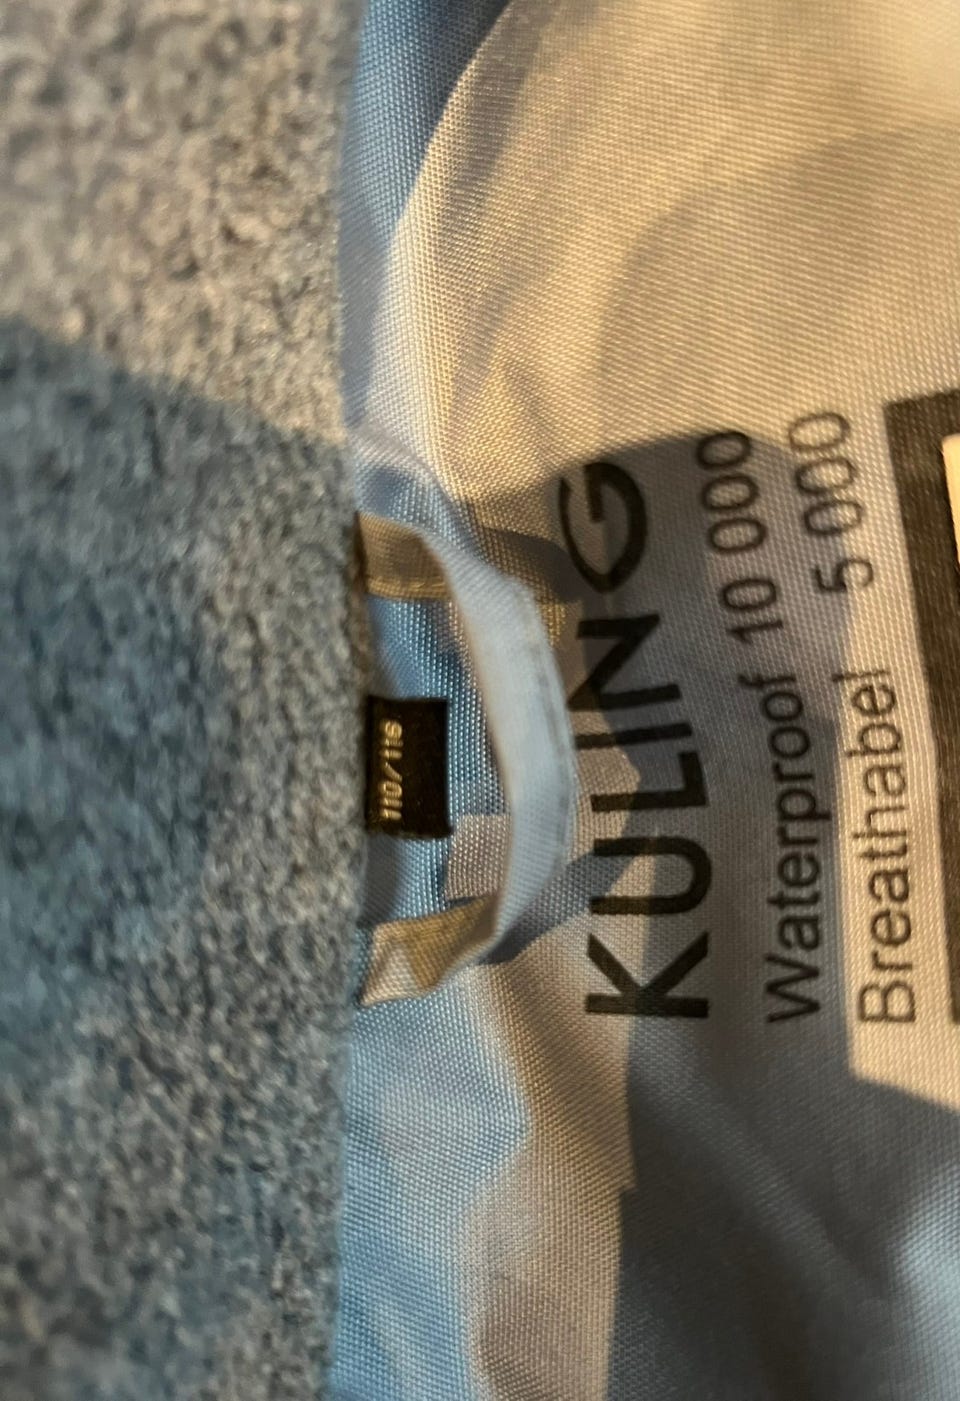 KULING
Waterproof 10 000
Breathabel 5 000
110/116